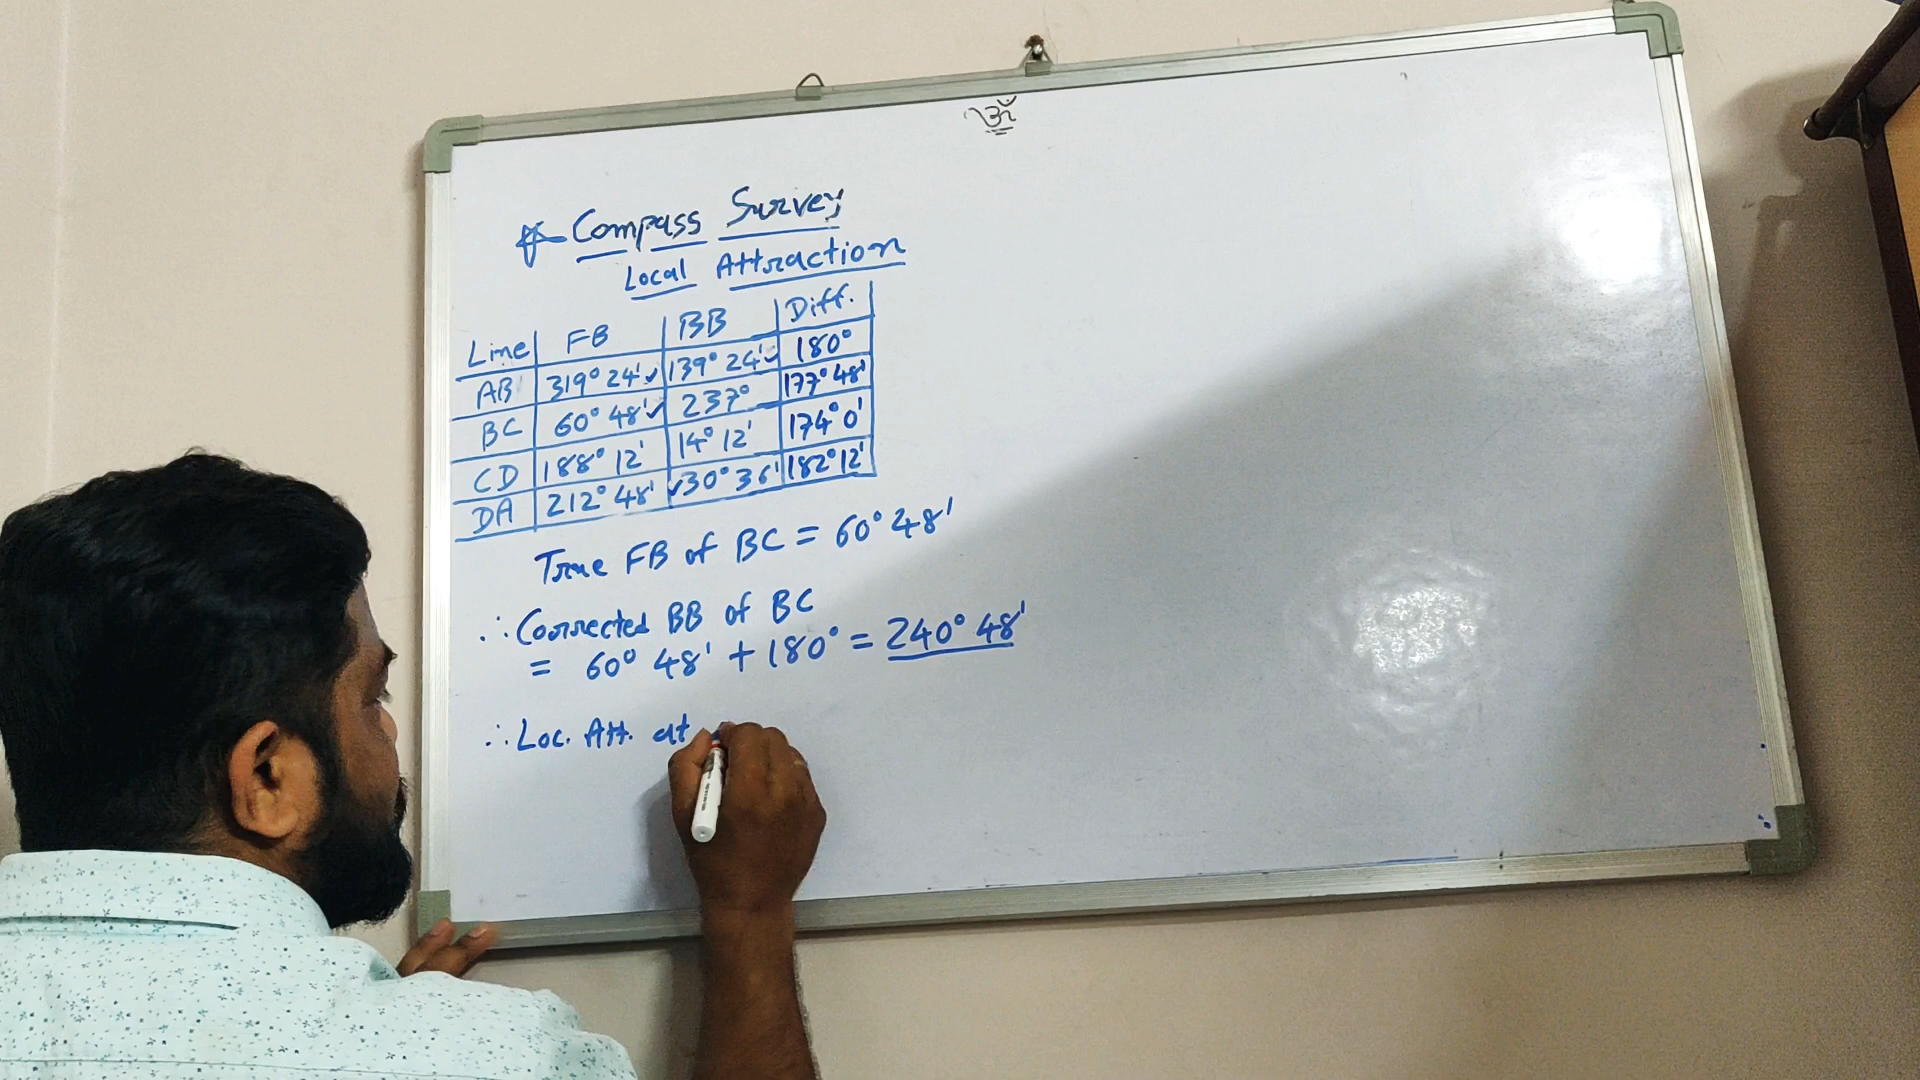 Compass Survey
Local Attraction
Line FB BB Diff.
AB 319° 24' ✓ 139° 24' ✓ 180°
BC 60° 48' ✓ 237° 177° 48'
CD 188° 12' 14° 12' 174° 0'
DA 212° 48' ✓ 30° 36' 182° 12'
True FB of BC = 60° 48'
∴ Corrected BB of BC
= 60° 48' + 180° = 240° 48'
∴ Loc. Att. at